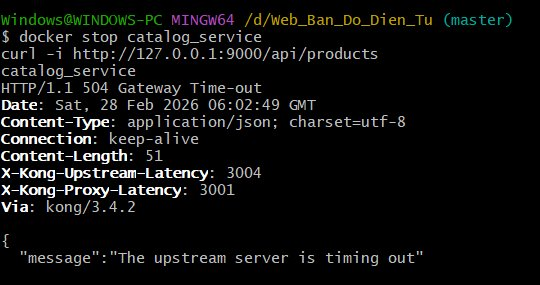 Windows@WINDOWS-PC MINGW64 /d/Web_Ban_Do_Dien_Tu (master)
$ docker stop catalog_service
curl -i http://127.0.0.1:9000/api/products
catalog_service
HTTP/1.1 504 Gateway Time-out
Date: Sat, 28 Feb 2026 06:02:49 GMT
Content-Type: application/json; charset=utf-8
Connection: keep-alive
Content-Length: 51
X-Kong-Upstream-Latency: 3004
X-Kong-Proxy-Latency: 3001
Via: kong/3.4.2

{
  "message":"The upstream server is timing out"